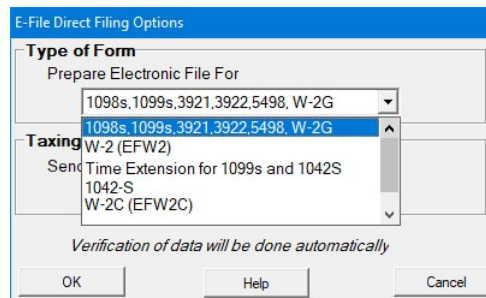 E-File Direct Filing Options
Type of Form
Prepare Electronic File For
1098s,1099s,3921,3922,5498, W-2G
1098s,1099s,3921,3922,5498, W-2G
W-2 (EFW2)
Time Extension for 1099s and 1042S
1042-S
W-2C (EFW2C)
Taxing
Send
Verification of data will be done automatically
OK Help Cancel